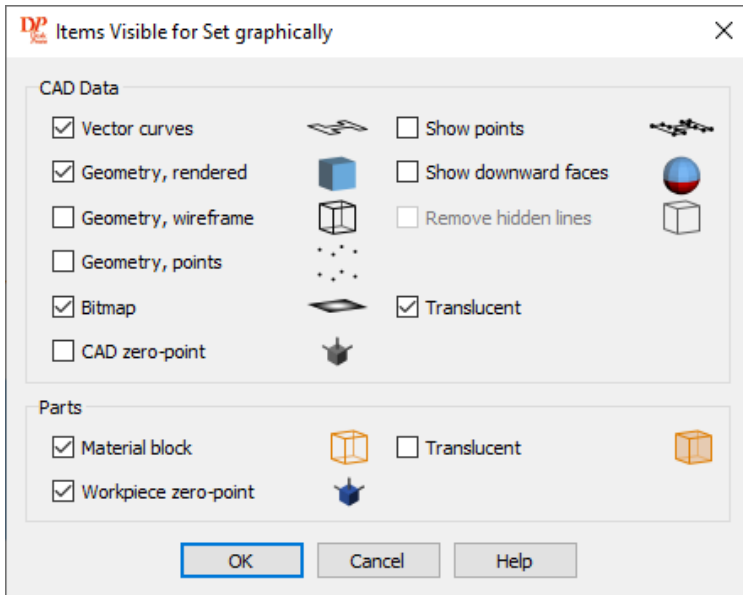 DP
Items Visible for Set graphically
CAD Data
Vector curves
Show points
Geometry, rendered
Show downward faces
Geometry, wireframe
Remove hidden lines
Geometry, points
Bitmap
Translucent
CAD zero-point
Parts
Material block
Translucent
Workpiece zero-point
OK
Cancel
Help